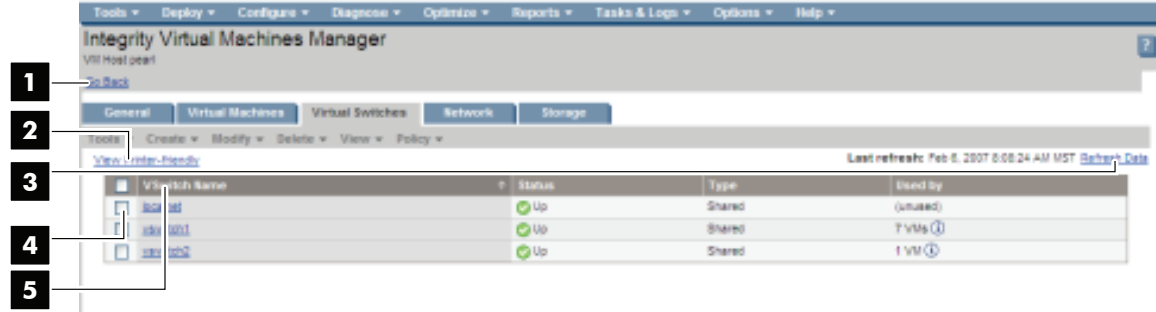 Tools Deploy Configure Diagnose Optimize Reports Tasks & Logs Options Help
Integrity Virtual Machines Manager
VM Host pearl
?
1 Go Back
General Virtual Machines Virtual Switches Network Storage
2
Tools Create Modify Delete View Policy
View Printer-friendly Last refresh: Feb 6, 2007 8:08:24 AM MST Refresh Data
3
VSwitch Name Status Type Used by
localnet Up Shared (unused)
vswitch1 Up Shared 7 VMs i
4
vswitch2 Up Shared 1 VM i
5